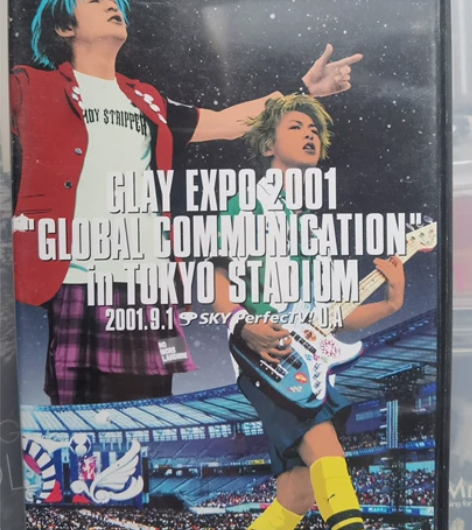 GLAY EXPO 2001
"GLOBAL COMMUNICATION"
in TOKYO STADIUM
2001.9.1 SKY PerfecTV! O.A